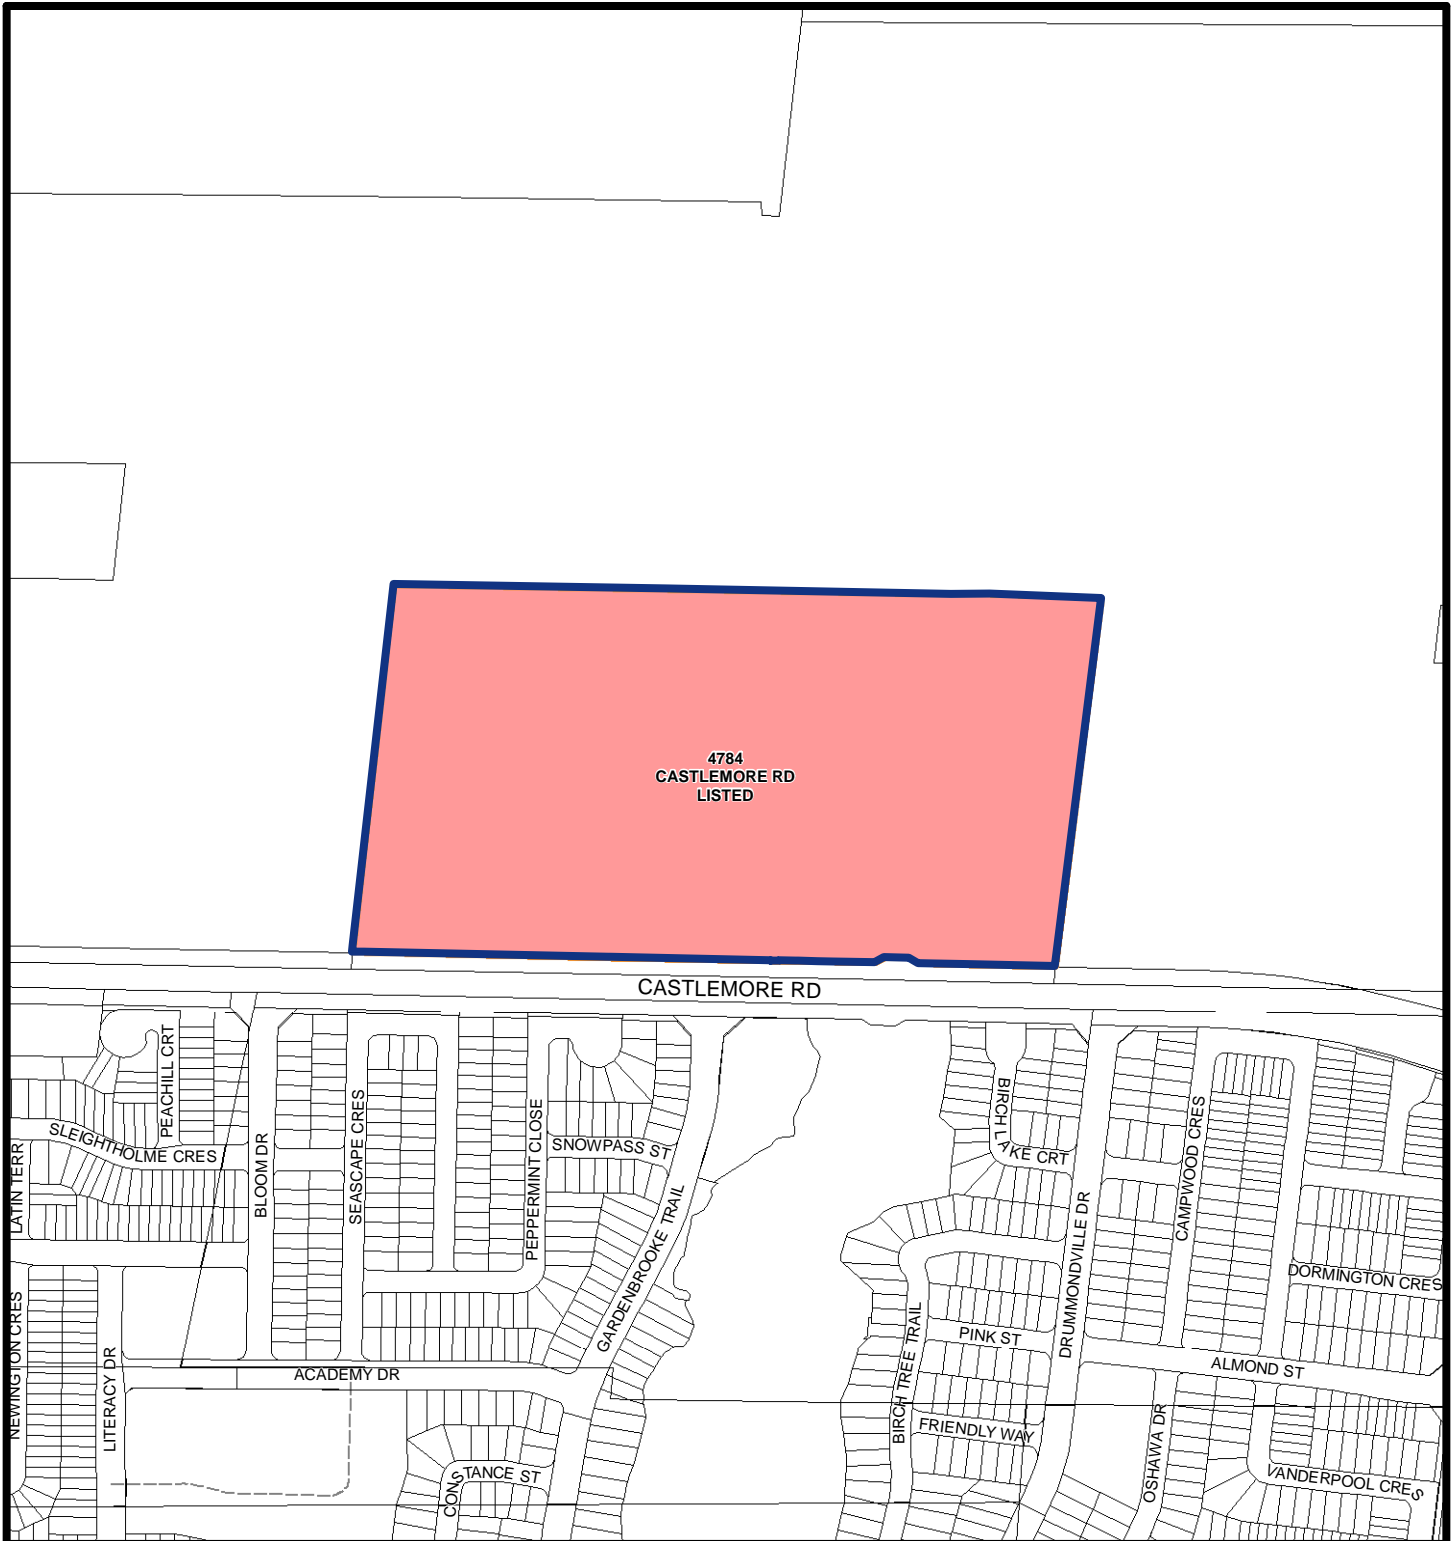 4784
CASTLEMORE RD
LISTED
CASTLEMORE RD
PEACHILL CRT
SLEIGHTHOLME CRES
LATIN TERR
BLOOM DR
SEASCAPE CRES
PEPPERMINT CLOSE
SNOWPASS ST
GARDENBROOKE TRAIL
BIRCH LAKE CRT
DRUMMONDVILLE DR
CAMPWOOD CRES
DORMINGTON CRES
NEWINGTON CRES
LITERACY DR
ACADEMY DR
BIRCH TREE TRAIL
PINK ST
ALMOND ST
FRIENDLY WAY
OSHAWA DR
CONSTANCE ST
VANDERPOOL CRES